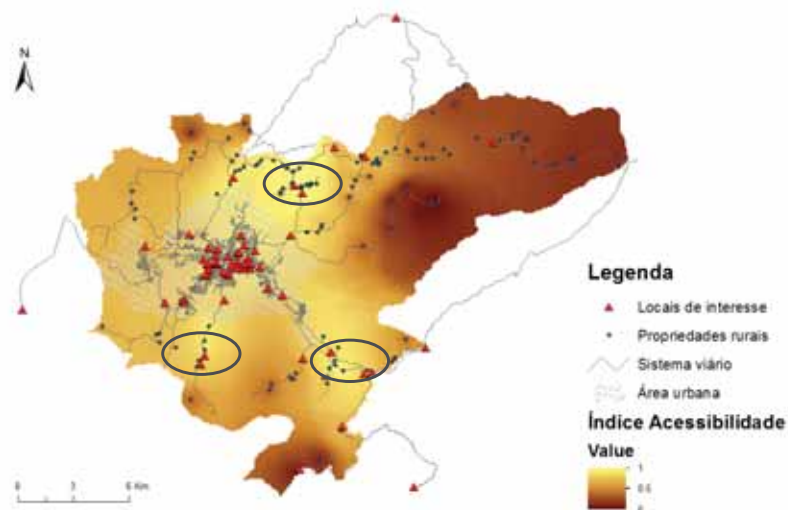 N
Legenda
Locais de interesse
Propriedades rurais
Sistema viário
Área urbana
Índice Acessibilidade
Value
1
0.5
0
0 3 6 Km